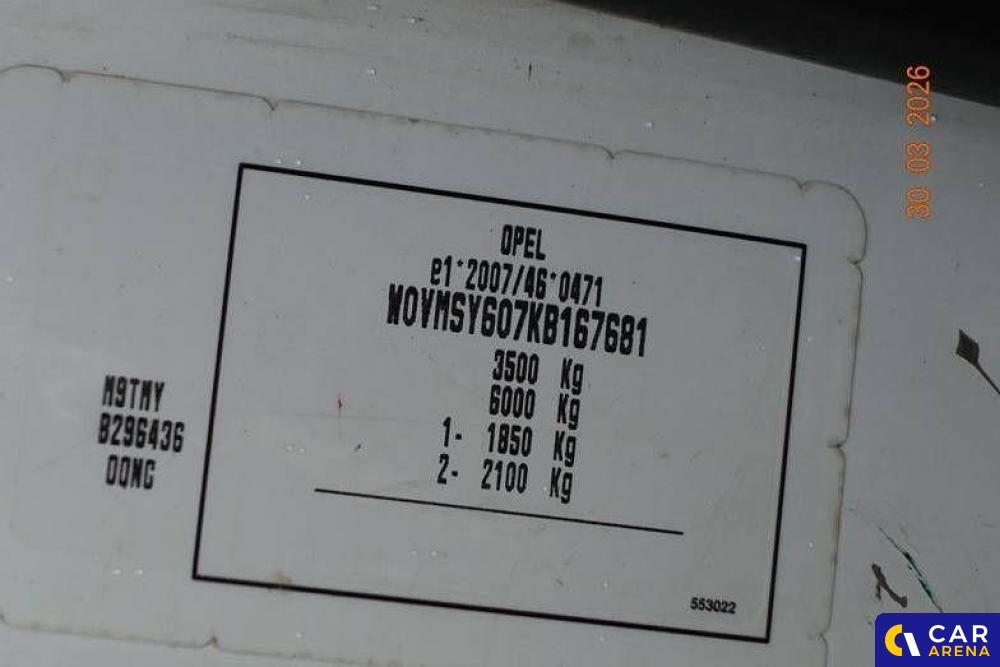 30 03 2026
OPEL
e1*2007/46*0471
W0VMSY607KB167681
3500 Kg
6000 Kg
1- 1850 Kg
2- 2100 Kg
M9TMY
B296436
00NC
553022
CAR
ARENA